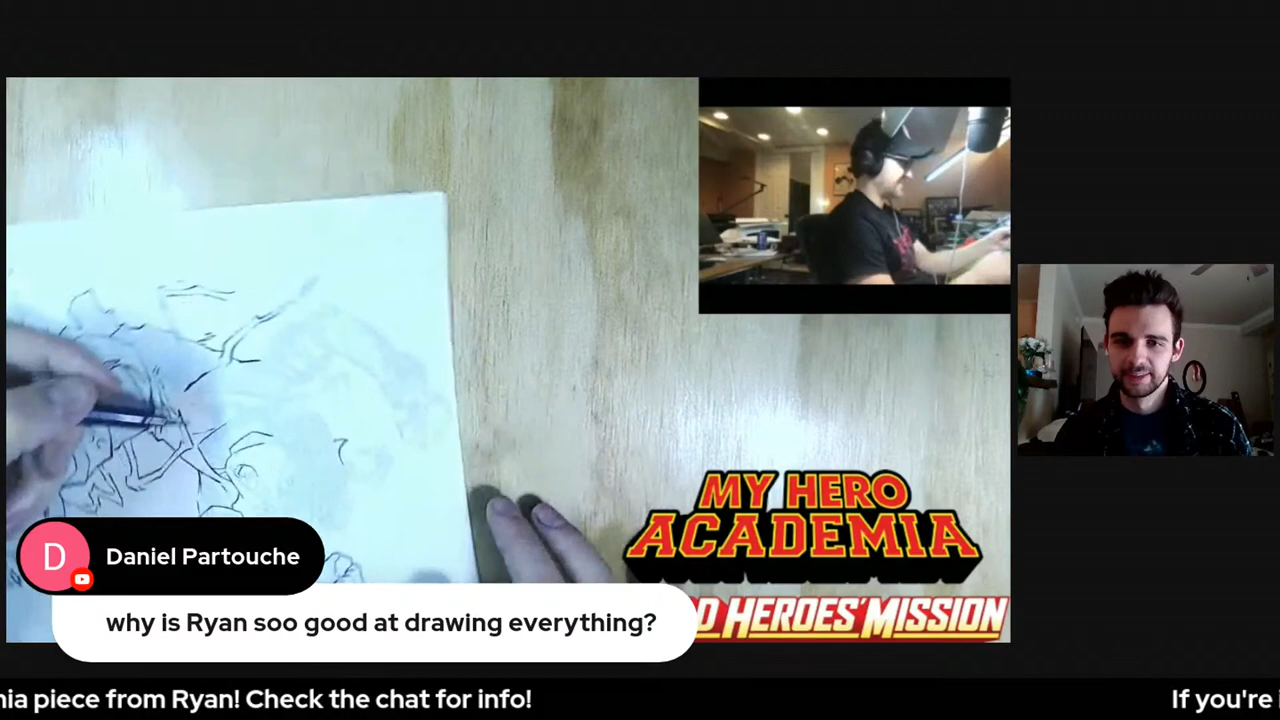 MY HERO
ACADEMIA
D HEROES' MISSION
D
Daniel Partouche
why is Ryan soo good at drawing everything?
nia piece from Ryan! Check the chat for info!
If you're